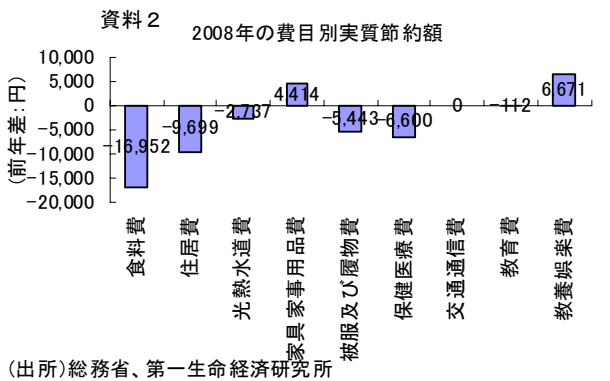 資料２
2008年の費目別実質節約額
(前年差：円)
10,000
5,000
0
-5,000
-10,000
-15,000
-20,000
-16,952
-9,699
-2,737
4,414
-5,443
-6,600
0
-112
6,671
食料費
住居費
光熱水道費
家具家事用品費
被服及び履物費
保健医療費
交通通信費
教育費
教養娯楽費
(出所)総務省、第一生命経済研究所